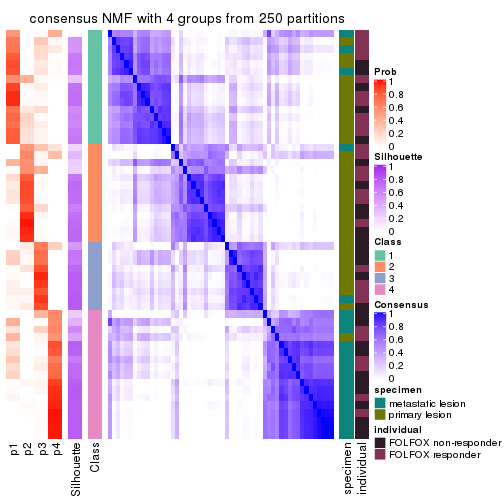 consensus NMF with 4 groups from 250 partitions
Prob
1
0.8
0.6
0.4
0.2
0
Silhouette
1
0.8
0.6
0.4
0.2
0
Class
1
2
3
4
Consensus
1
0.8
0.6
0.4
0.2
0
specimen
metastatic lesion
primary lesion
individual
FOLFOX non-responder
FOLFOX responder
p1
p2
p3
p4
Silhouette
Class
specimen
individual